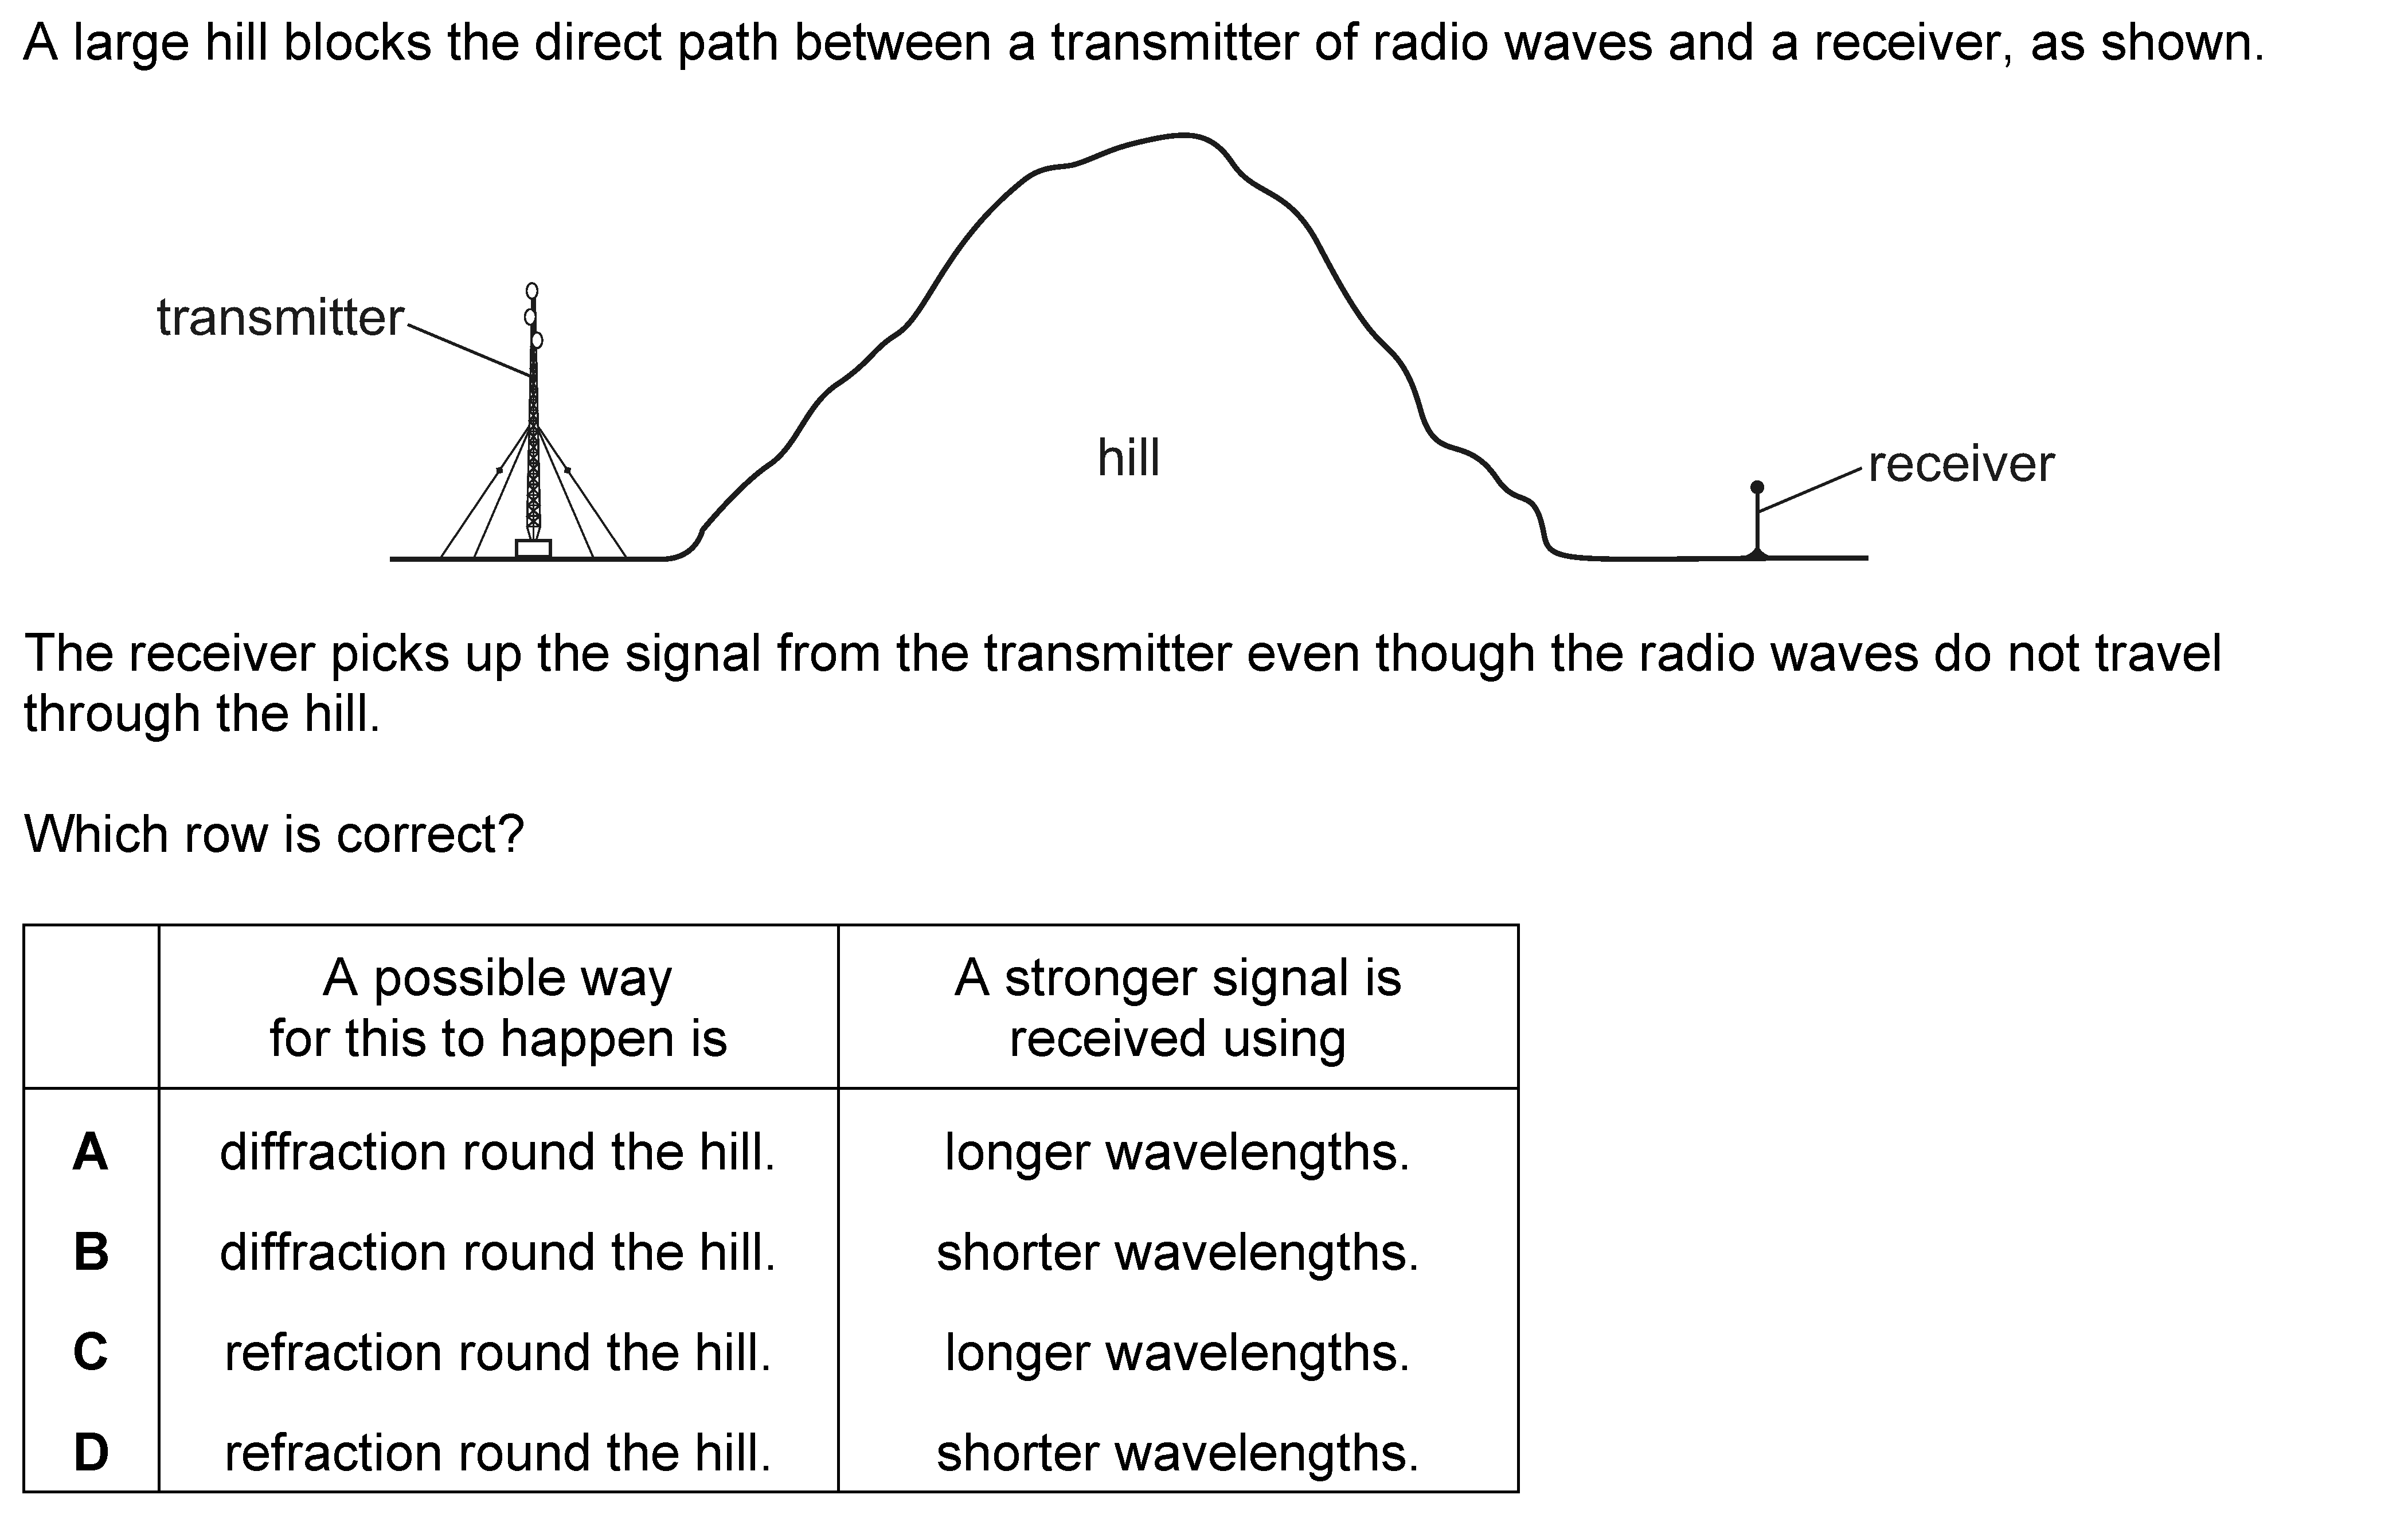 A large hill blocks the direct path between a transmitter of radio waves and a receiver, as shown.
transmitter
hill
receiver
The receiver picks up the signal from the transmitter even though the radio waves do not travel
through the hill.
Which row is correct?
A possible way
for this to happen is
A stronger signal is
received using
A diffraction round the hill. longer wavelengths.
B diffraction round the hill. shorter wavelengths.
C refraction round the hill. longer wavelengths.
D refraction round the hill. shorter wavelengths.